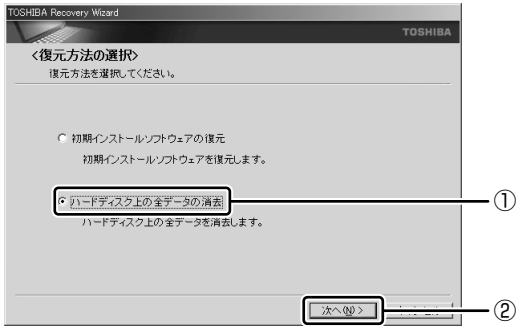 TOSHIBA Recovery Wizard
TOSHIBA
<復元方法の選択>
復元方法を選択してください。
初期インストールソフトウェアの復元
初期インストールソフトウェアを復元します。
ハードディスク上の全データの消去
①
ハードディスク上の全データを消去します。
次へ(N) >
②